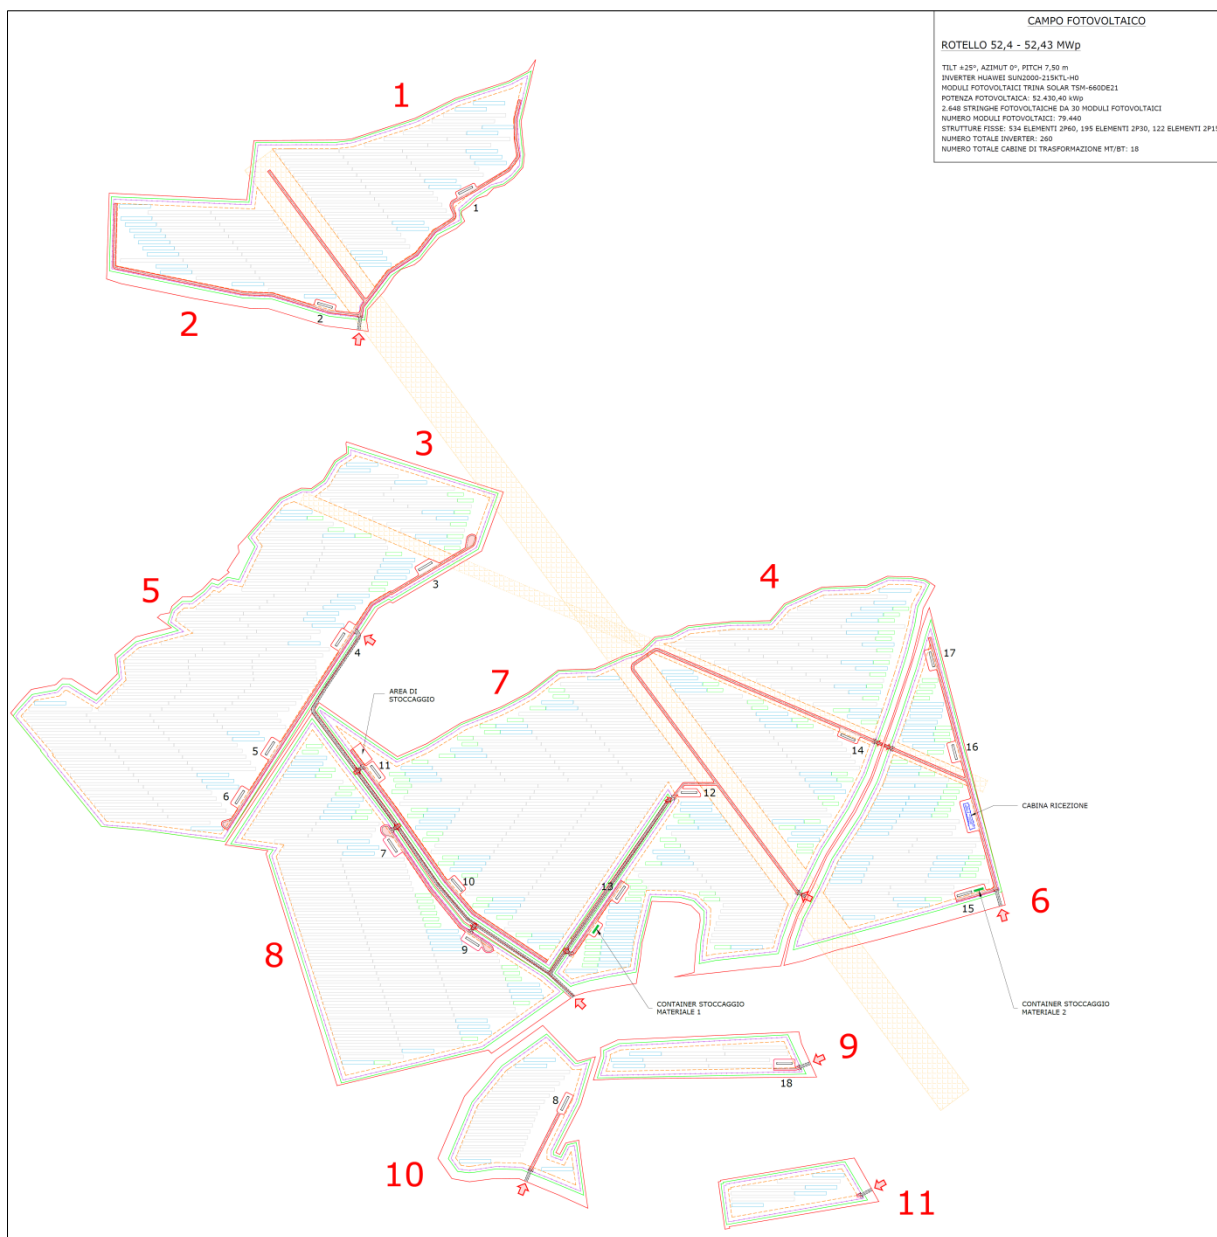 CAMPO FOTOVOLTAICO
ROTELLO 52,4 - 52,43 MWp
TILT ±25°, AZIMUT 0°, PITCH 7,50 m
INVERTER HUAWEI SUN2000-215KTL-H0
MODULI FOTOVOLTAICI TRINA SOLAR TSM-660DE21
POTENZA FOTOVOLTAICA: 52.430,40 kWp
2.648 STRINGHE FOTOVOLTAICHE DA 30 MODULI FOTOVOLTAICI
NUMERO MODULI FOTOVOLTAICI: 79.440
STRUTTURE FISSE: 534 ELEMENTI 2P60, 195 ELEMENTI 2P30, 122 ELEMENTI 2P15
NUMERO TOTALE INVERTER: 260
NUMERO TOTALE CABINE DI TRASFORMAZIONE MT/BT: 18
1
1
2
2
3
3
4
5
4
17
7
AREA DI
STOCCAGGIO
14
16
5
11
6
12
CABINA RICEZIONE
7
10
13
15
6
9
8
CONTAINER STOCCAGGIO
MATERIALE 1
CONTAINER STOCCAGGIO
MATERIALE 2
9
18
8
10
11